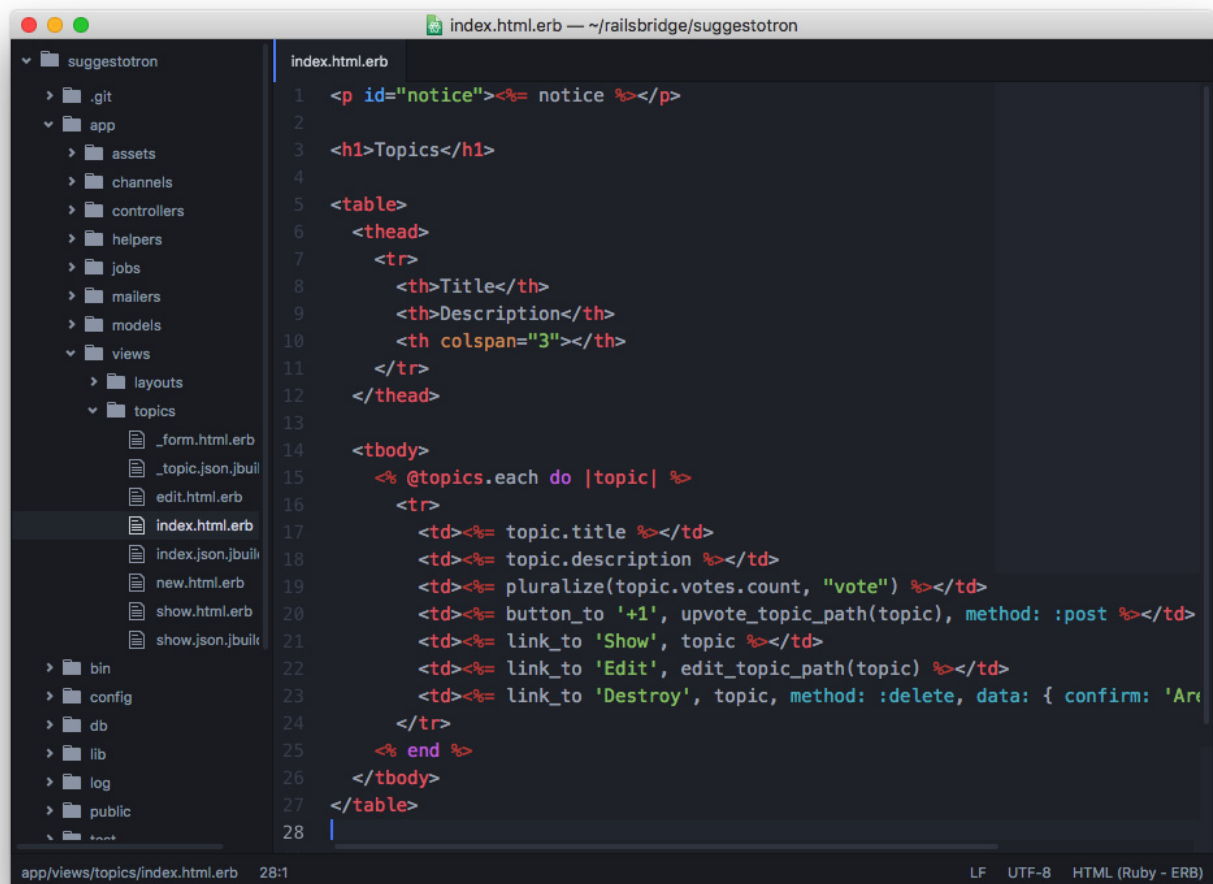 index.html.erb — ~/railsbridge/suggestotron
suggestotron
.git
app
assets
channels
controllers
helpers
jobs
mailers
models
views
layouts
topics
_form.html.erb
_topic.json.jbuil
edit.html.erb
index.html.erb
index.json.jbuil
new.html.erb
show.html.erb
show.json.jbuil
bin
config
db
lib
log
public
index.html.erb
1 <p id="notice"><%= notice %></p>
2
3 <h1>Topics</h1>
4
5 <table>
6   <thead>
7     <tr>
8       <th>Title</th>
9       <th>Description</th>
10       <th colspan="3"></th>
11     </tr>
12   </thead>
13
14   <tbody>
15     <% @topics.each do |topic| %>
16       <tr>
17         <td><%= topic.title %></td>
18         <td><%= topic.description %></td>
19         <td><%= pluralize(topic.votes.count, "vote") %></td>
20         <td><%= button_to '+1', upvote_topic_path(topic), method: :post %></td>
21         <td><%= link_to 'Show', topic %></td>
22         <td><%= link_to 'Edit', edit_topic_path(topic) %></td>
23         <td><%= link_to 'Destroy', topic, method: :delete, data: { confirm: 'Are
24       </tr>
25     <% end %>
26   </tbody>
27 </table>
28
app/views/topics/index.html.erb 28:1 LF UTF-8 HTML (Ruby - ERB)